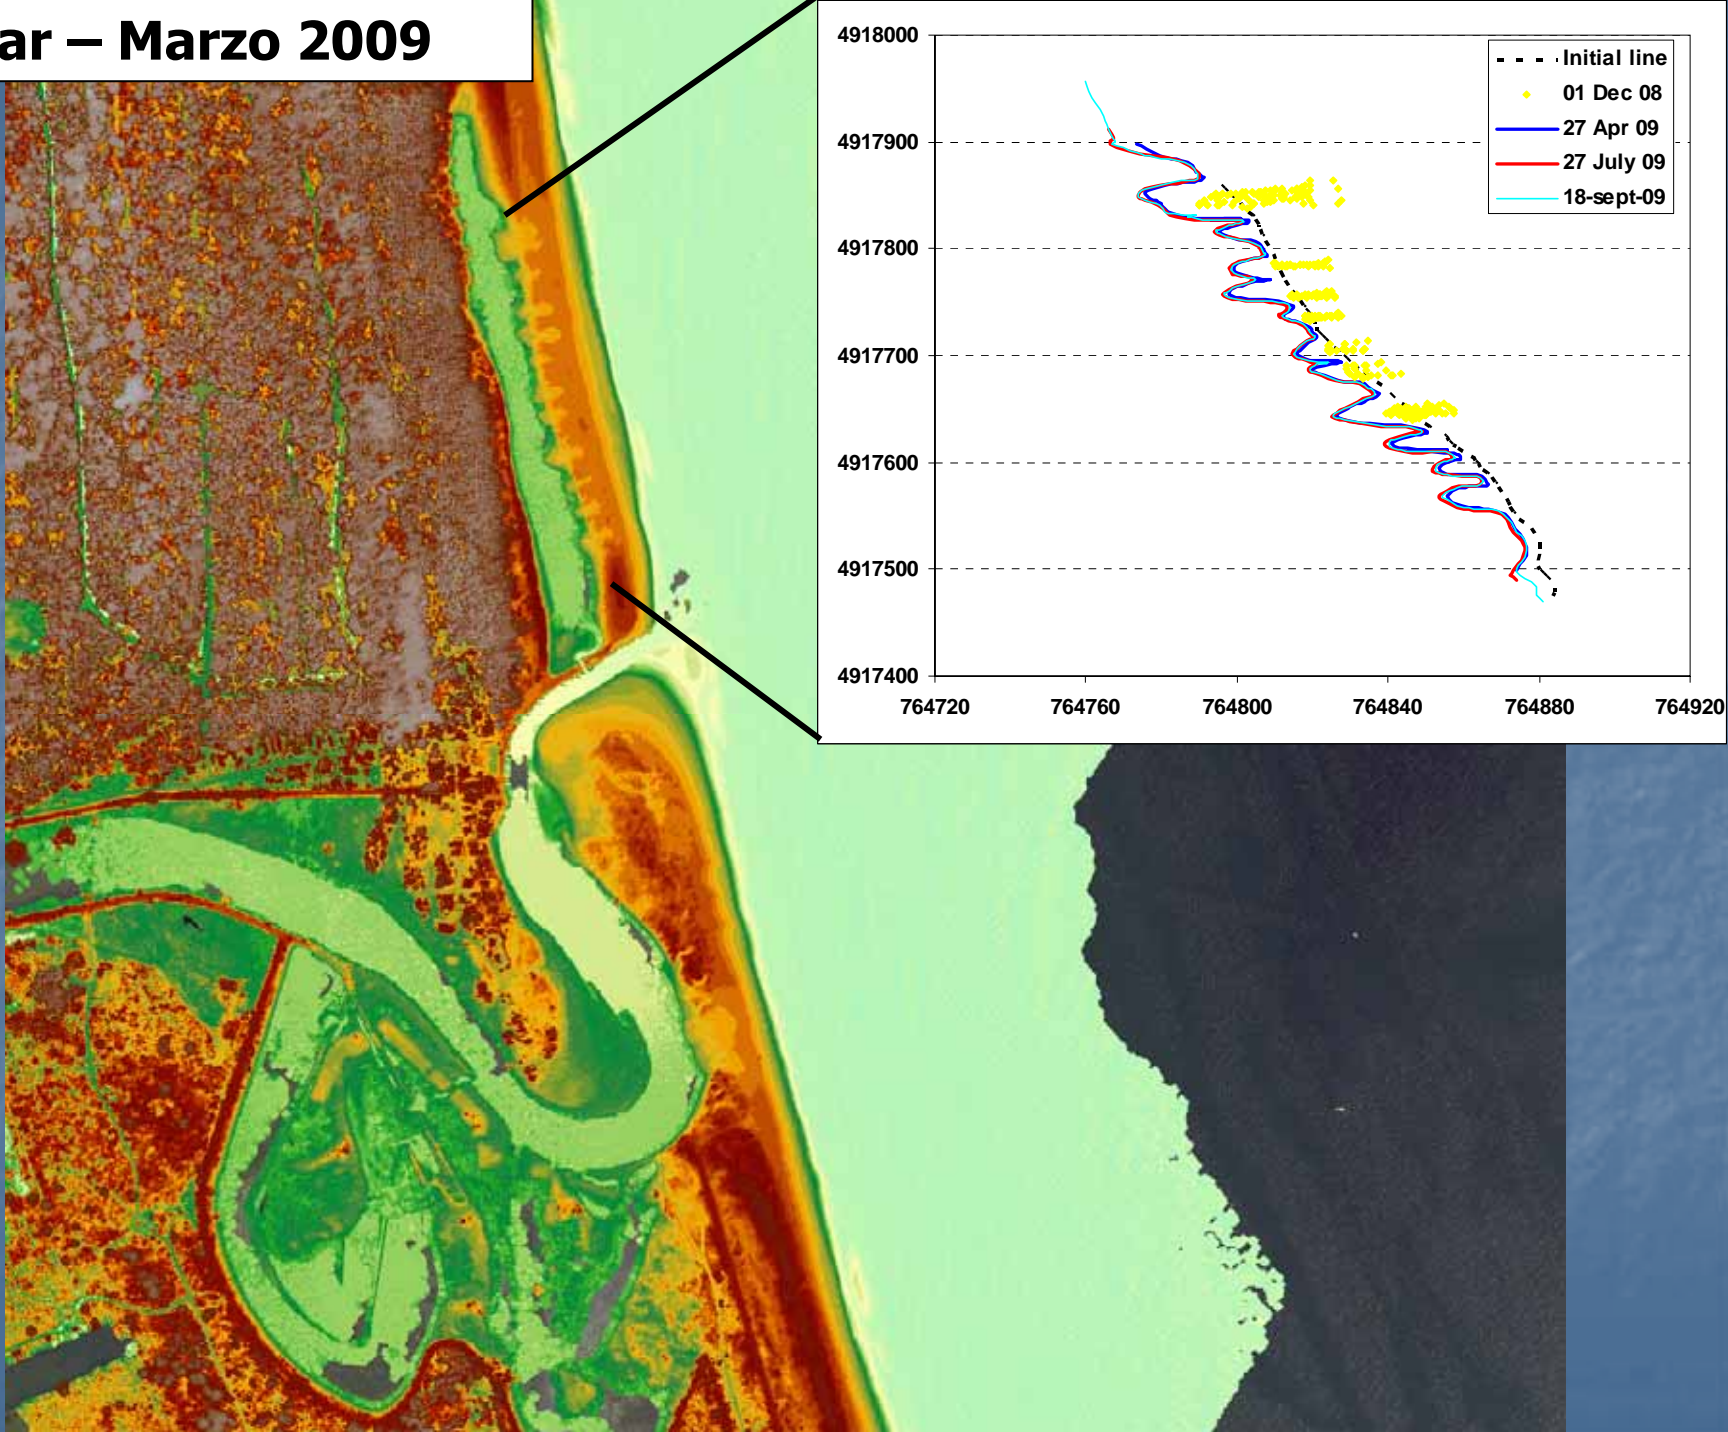 ar – Marzo 2009
4918000
4917900
4917800
4917700
4917600
4917500
4917400
764720 764760 764800 764840 764880 764920
Initial line
01 Dec 08
27 Apr 09
27 July 09
18-sept-09